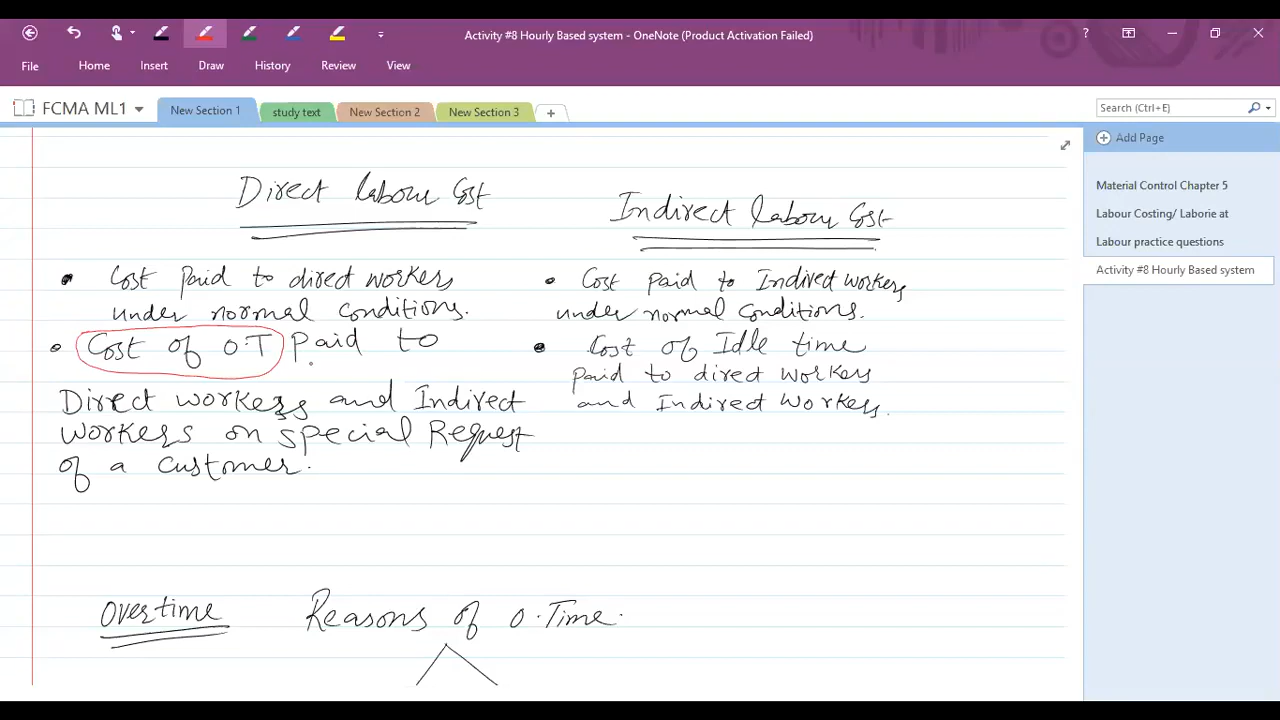 Activity #8 Hourly Based system - OneNote (Product Activation Failed)
?
File Home Insert Draw History Review View
FCMA ML1
New Section 1 study text New Section 2 New Section 3 +
Search (Ctrl+E)
Add Page
Material Control Chapter 5
Labour Costing/ Laborie at
Labour practice questions
Activity #8 Hourly Based system
Direct labour Cost
• Cost Paid to direct workers
under normal Conditions.
• Cost of O.T Paid to
Direct workers and Indirect
workers on special Request
of a customer.
Indirect labour Cost
• Cost Paid to Indirect workers
under normal Conditions.
• Cost of Idle time
Paid to direct workers
and Indirect Workers.
Overtime Reasons of O.Time.